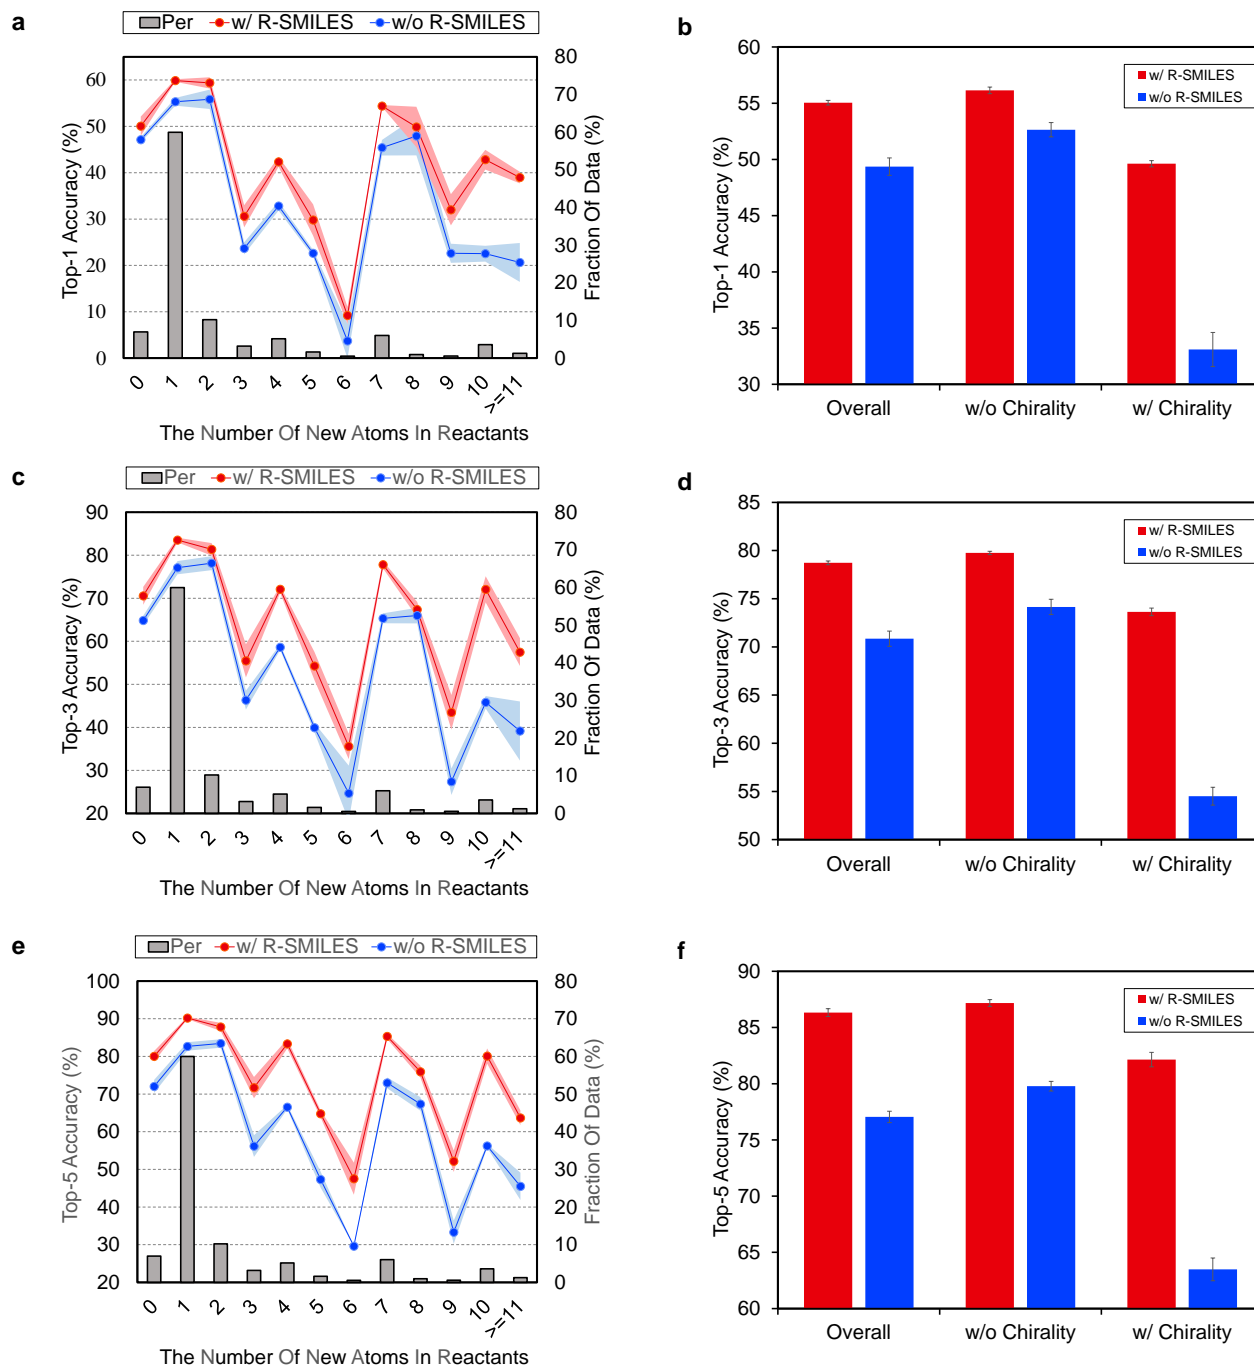 a
Per w/ R-SMILES w/o R-SMILES
Top-1 Accuracy (%)
60
50
40
30
20
10
0
Fraction Of Data (%)
80
70
60
50
40
30
20
10
0
0 1 2 3 4 5 6 7 8 9 10 >=11
The Number Of New Atoms In Reactants
b
Top-1 Accuracy (%)
60
55
50
45
40
35
30
w/ R-SMILES
w/o R-SMILES
Overall w/o Chirality w/ Chirality
c
Per w/ R-SMILES w/o R-SMILES
Top-3 Accuracy (%)
90
80
70
60
50
40
30
20
Fraction Of Data (%)
80
70
60
50
40
30
20
10
0
0 1 2 3 4 5 6 7 8 9 10 >=11
The Number Of New Atoms In Reactants
d
Top-3 Accuracy (%)
85
80
75
70
65
60
55
50
w/ R-SMILES
w/o R-SMILES
Overall w/o Chirality w/ Chirality
e
Per w/ R-SMILES w/o R-SMILES
Top-5 Accuracy (%)
100
90
80
70
60
50
40
30
20
Fraction Of Data (%)
80
70
60
50
40
30
20
10
0
0 1 2 3 4 5 6 7 8 9 10 >=11
The Number Of New Atoms In Reactants
f
Top-5 Accuracy (%)
90
85
80
75
70
65
60
w/ R-SMILES
w/o R-SMILES
Overall w/o Chirality w/ Chirality